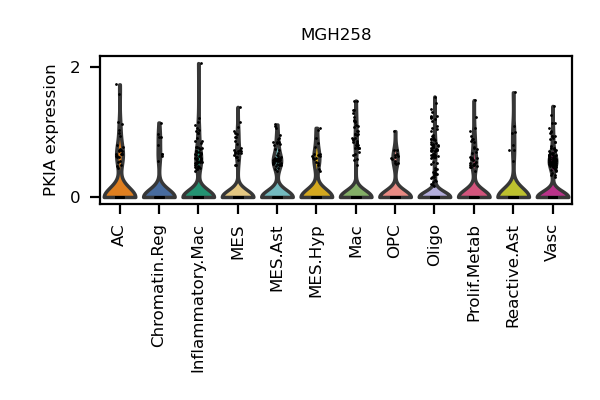 MGH258
PKIA expression
2
0
AC
Chromatin.Reg
Inflammatory.Mac
MES
MES.Ast
MES.Hyp
Mac
OPC
Oligo
Prolif.Metab
Reactive.Ast
Vasc